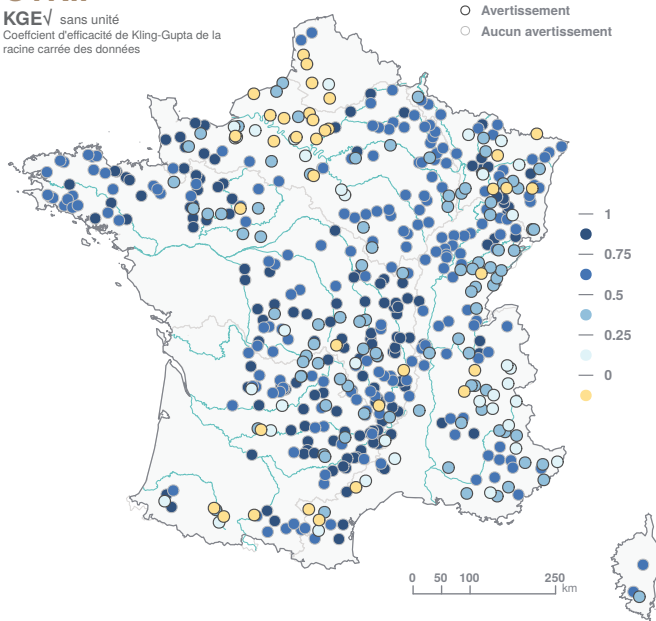 KGE√ sans unité
Coeffcient d'efficacité de Kling-Gupta de la
racine carrée des données
Avertissement
Aucun avertissement
1
0.75
0.5
0.25
0
0 50 100 250
km